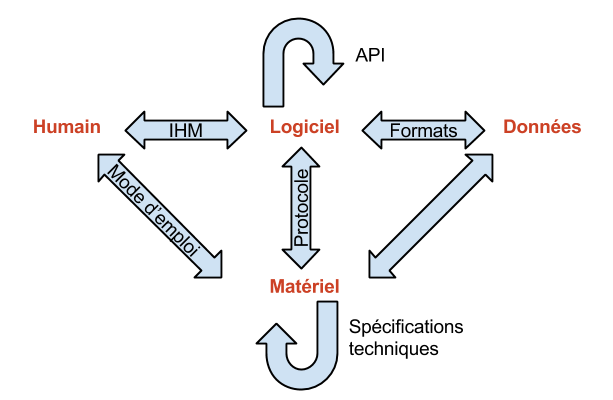 API
Humain
IHM
Logiciel
Formats
Données
Mode d'emploi
Protocole
Matériel
Spécifications
techniques